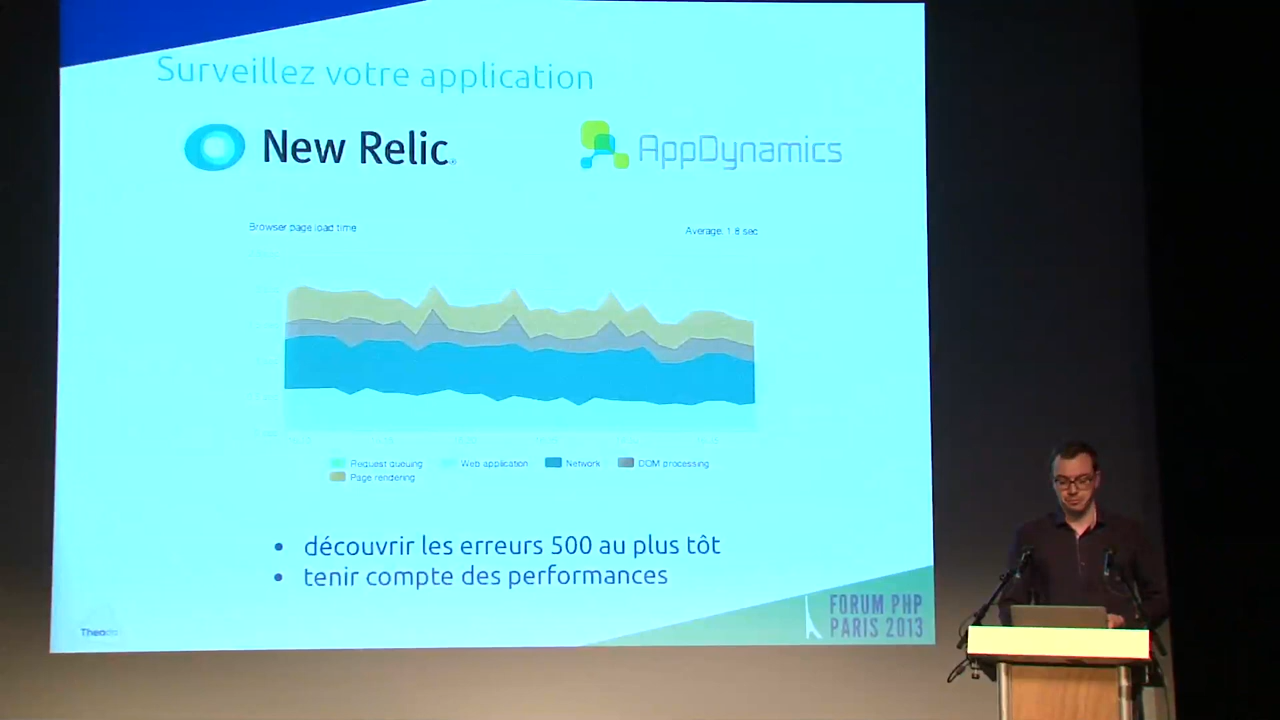 Surveillez votre application
New Relic
AppDynamics
Browser page load time
Average: 1.8 sec
Request queuing
Web application
Network
DOM processing
Page rendering
• découvrir les erreurs 500 au plus tôt
• tenir compte des performances
Theodo
FORUM PHP
PARIS 2013